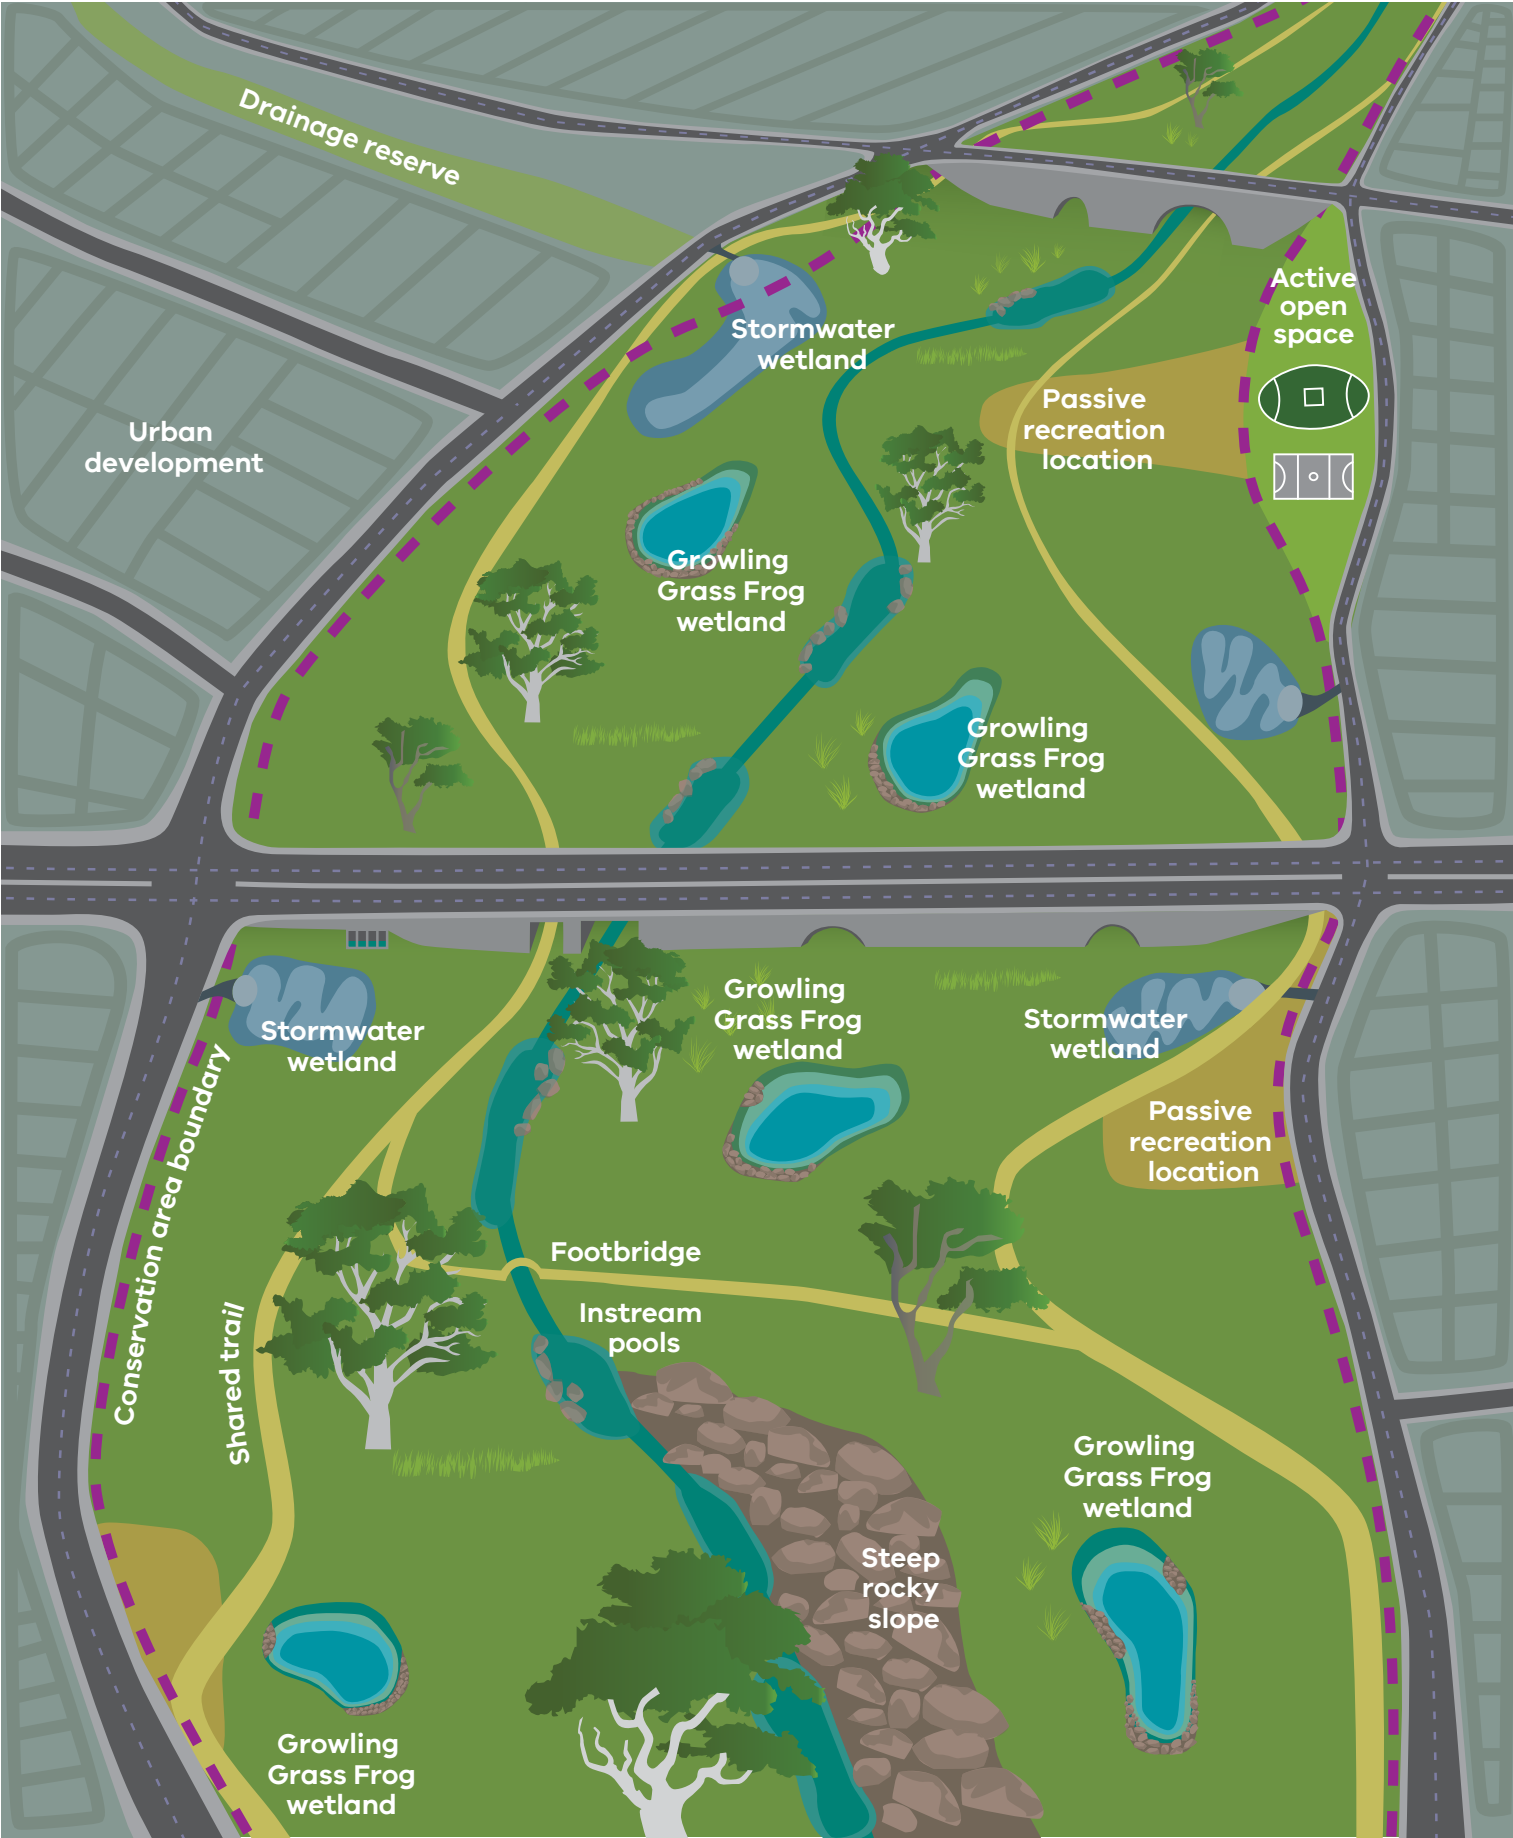 Drainage reserve
Active
open
space
Stormwater
wetland
Passive
recreation
location
Urban
development
Growling
Grass Frog
wetland
Growling
Grass Frog
wetland
Growling
Grass Frog
wetland
Stormwater
wetland
Stormwater
wetland
Conservation area boundary
Passive
recreation
location
Footbridge
Shared trail
Instream
pools
Growling
Grass Frog
wetland
Steep
rocky
slope
Growling
Grass Frog
wetland